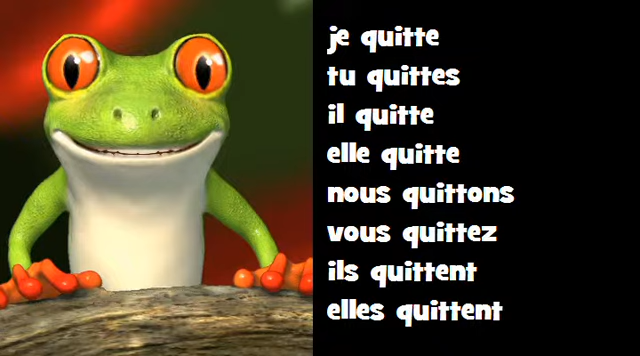 je quitte
tu quittes
il quitte
elle quitte
nous quittons
vous quittez
ils quittent
elles quittent